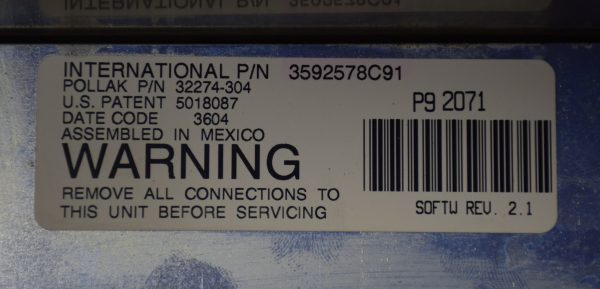 INTERNATIONAL P/N 3592578C91
POLLAK P/N 32274-304
U.S. PATENT 5018087
DATE CODE 3604
ASSEMBLED IN MEXICO
WARNING
REMOVE ALL CONNECTIONS TO
THIS UNIT BEFORE SERVICING
P9 2071
SOFTW REV. 2.1